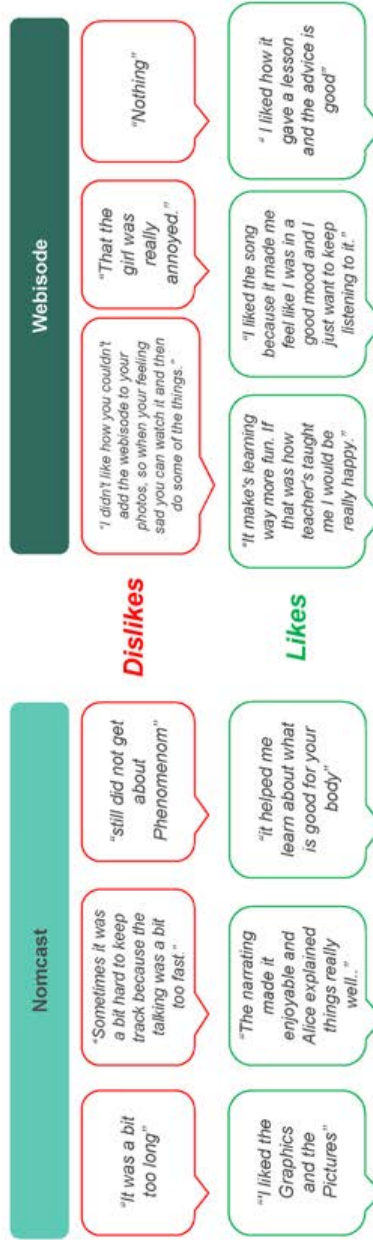 Nomcast
Webisode
"It was a bit
too long"
"Sometimes it was
a bit hard to keep
track because the
talking was a bit
too fast."
"still did not get
about
Phenomenom"
Dislikes
"I didn't like how you couldn't
add the webisode to your
photos, so when your feeling
sad you can watch it and then
do some of the things."
"That the
girl was
really
annoyed."
"Nothing"
"'I liked the
Graphics
and the
Pictures"
"The narrating
made it
enjoyable and
Alice explained
things really
well.."
"it helped me
learn about what
is good for your
body"
Likes
"It make's learning
way more fun. If
that was how
teacher's taught
me I would be
really happy."
"I liked the song
because it made me
feel like I was in a
good mood and I
just want to keep
listening to it."
" I liked how it
gave a lesson
and the advice is
good"